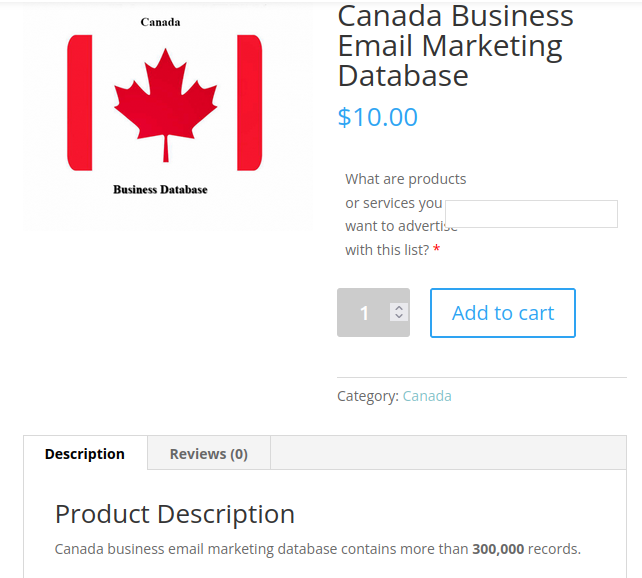 Canada
Business Database
Canada Business
Email Marketing
Database
$10.00
What are products
or services you
want to advertise
with this list? *
1
Add to cart
Category: Canada
Description
Reviews (0)
Product Description
Canada business email marketing database contains more than 300,000 records.